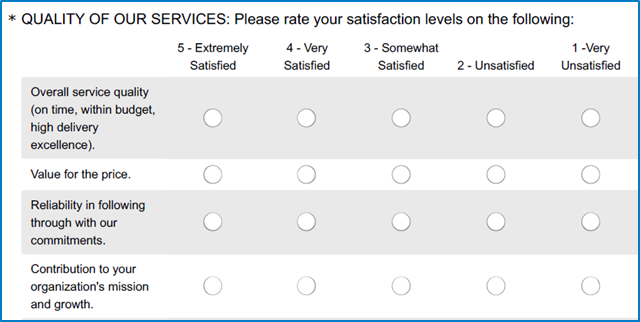 * QUALITY OF OUR SERVICES: Please rate your satisfaction levels on the following:
5 - Extremely Satisfied
4 - Very Satisfied
3 - Somewhat Satisfied
2 - Unsatisfied
1 -Very Unsatisfied
Overall service quality
(on time, within budget,
high delivery
excellence).
Value for the price.
Reliability in following
through with our
commitments.
Contribution to your
organization's mission
and growth.